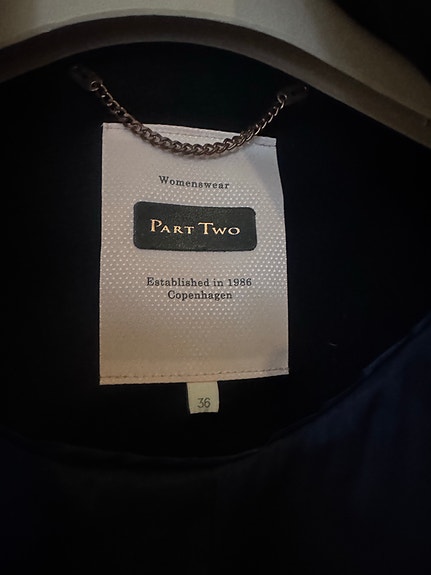 Womenswear
PART TWO
Established in 1986
Copenhagen
36